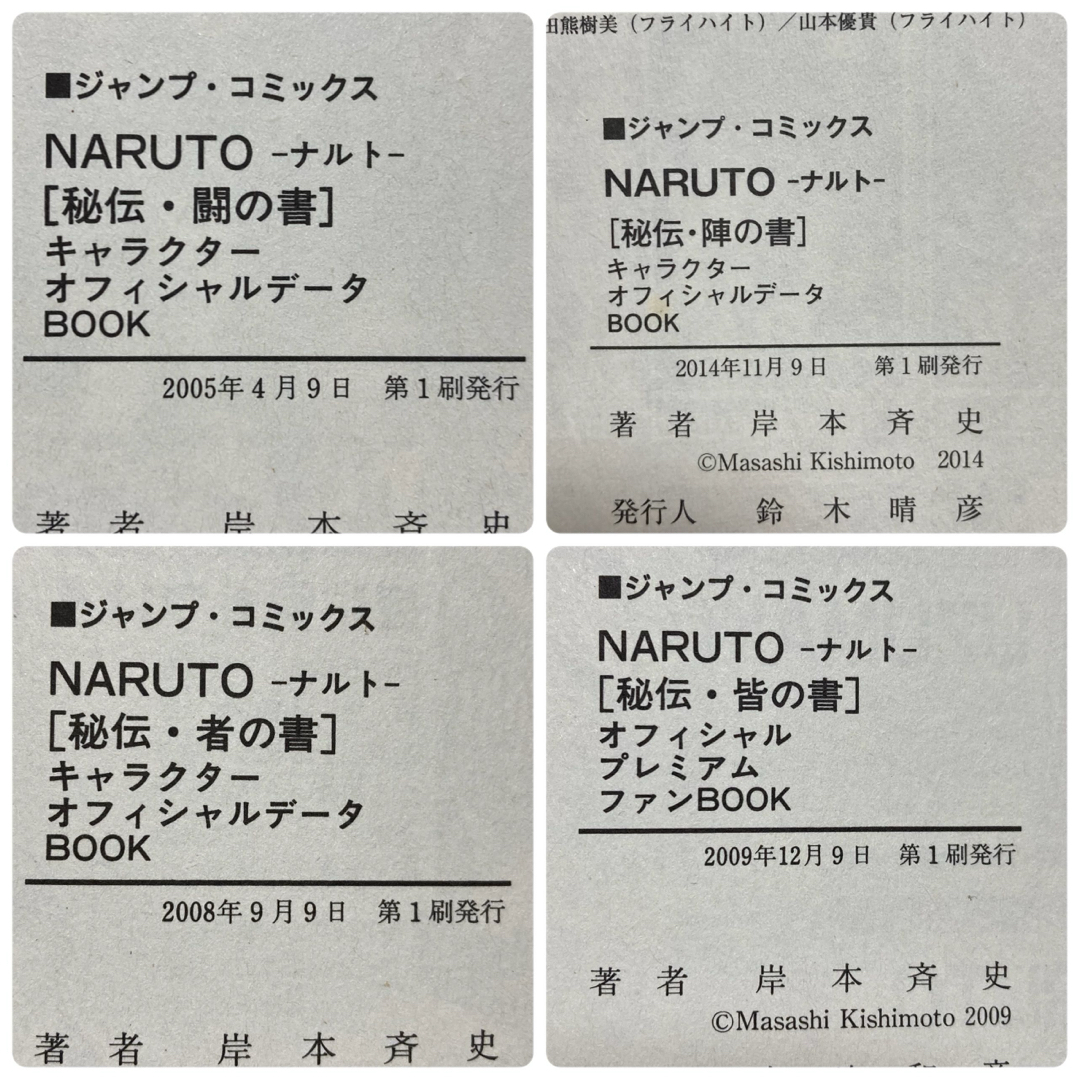 ■ジャンプ・コミックス
NARUTO -ナルト-
[秘伝・闘の書]
キャラクター
オフィシャルデータ
BOOK
2005年4月9日 第1刷発行
著者 岸本斉史
熊樹美(フライハイト)/山本優貴(フライハイト)
■ジャンプ・コミックス
NARUTO -ナルト-
[秘伝・陣の書]
キャラクター
オフィシャルデータ
BOOK
2014年11月9日 第1刷発行
著者 岸本斉史
©Masashi Kishimoto 2014
発行人 鈴木晴彦
■ジャンプ・コミックス
NARUTO -ナルト-
[秘伝・者の書]
キャラクター
オフィシャルデータ
BOOK
2008年9月9日 第1刷発行
著者 岸本斉史
■ジャンプ・コミックス
NARUTO -ナルト-
[秘伝・皆の書]
オフィシャル
プレミアム
ファンBOOK
2009年12月9日 第1刷発行
著者 岸本斉史
©Masashi Kishimoto 2009